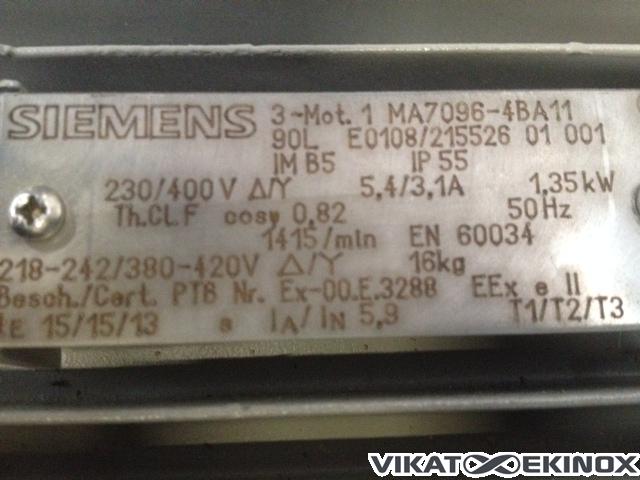 SIEMENS 3~Mot. 1 MA7096-4BA11
90L E0108/215526 01 001
IM B5 IP 55
230/400 V Δ/Y 5,4/3,1A 1,35 kW
Th.Cl.F cosφ 0,82 50 Hz
1415/min EN 60034
218-242/380-420V Δ/Y 16kg
Besch./Cert. PTB Nr. Ex-00.E.3288 EEx e II
tE 15/15/13 s IA/IN 5,9 T1/T2/T3
VIKAT EKINOX